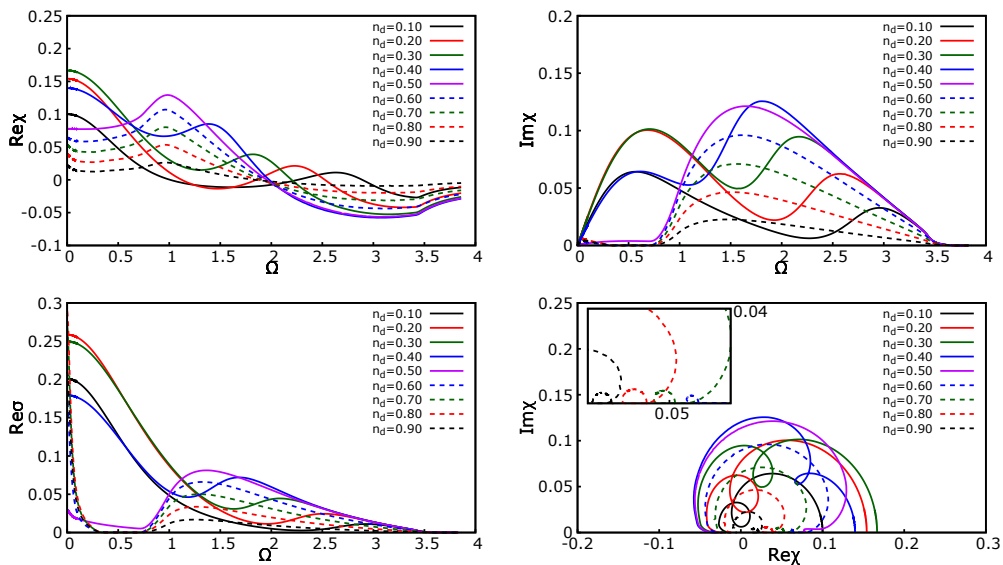 0.25
0.2
0.15
0.1
0.05
0
-0.05
-0.1
Reχ
0 0.5 1 1.5 2 2.5 3 3.5 4
Ω
n_d=0.10
n_d=0.20
n_d=0.30
n_d=0.40
n_d=0.50
n_d=0.60
n_d=0.70
n_d=0.80
n_d=0.90
0.2
0.15
0.1
0.05
0
Imχ
0 0.5 1 1.5 2 2.5 3 3.5 4
Ω
n_d=0.10
n_d=0.20
n_d=0.30
n_d=0.40
n_d=0.50
n_d=0.60
n_d=0.70
n_d=0.80
n_d=0.90
0.3
0.25
0.2
0.15
0.1
0.05
0
Reσ
0 0.5 1 1.5 2 2.5 3 3.5 4
Ω
n_d=0.10
n_d=0.20
n_d=0.30
n_d=0.40
n_d=0.50
n_d=0.60
n_d=0.70
n_d=0.80
n_d=0.90
0.25
0.2
0.15
0.1
0.05
0
Imχ
-0.2 -0.1 0 0.1 0.2 0.3
Reχ
0.04
0.05
n_d=0.10
n_d=0.20
n_d=0.30
n_d=0.40
n_d=0.50
n_d=0.60
n_d=0.70
n_d=0.80
n_d=0.90